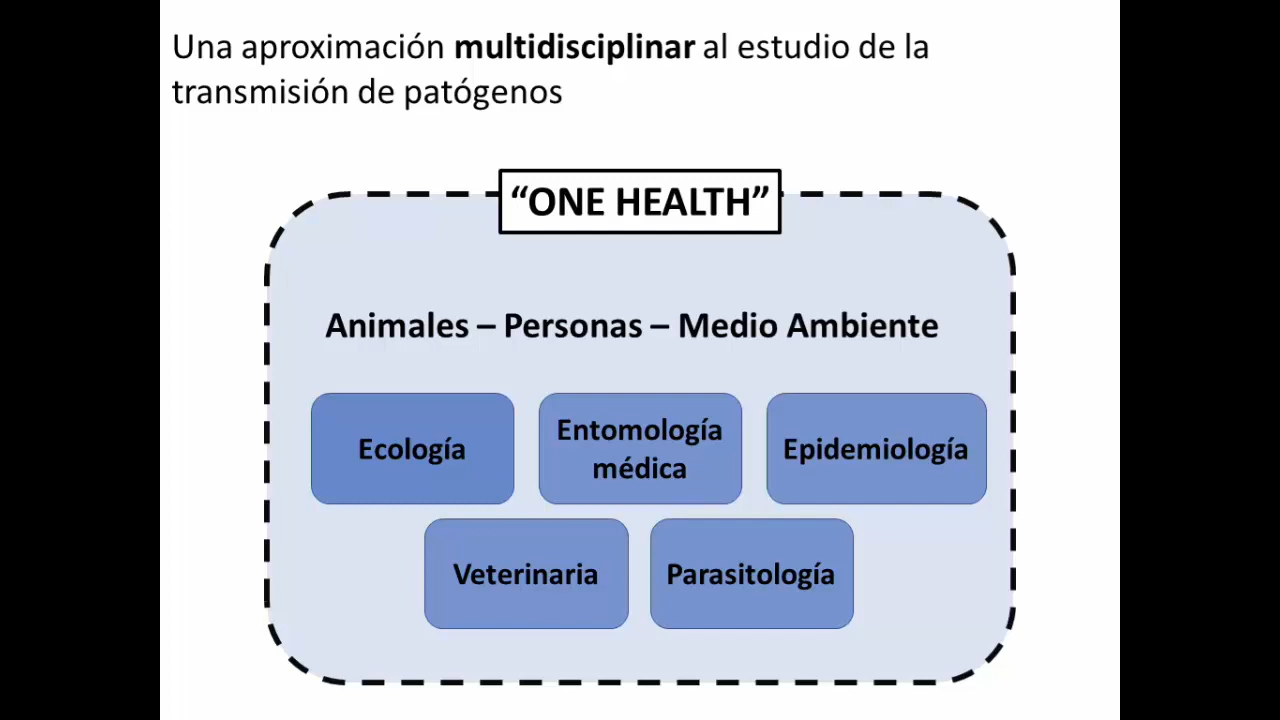 Una aproximación multidisciplinar al estudio de la
transmisión de patógenos
“ONE HEALTH”
Animales – Personas – Medio Ambiente
Ecología
Entomología
médica
Epidemiología
Veterinaria
Parasitología